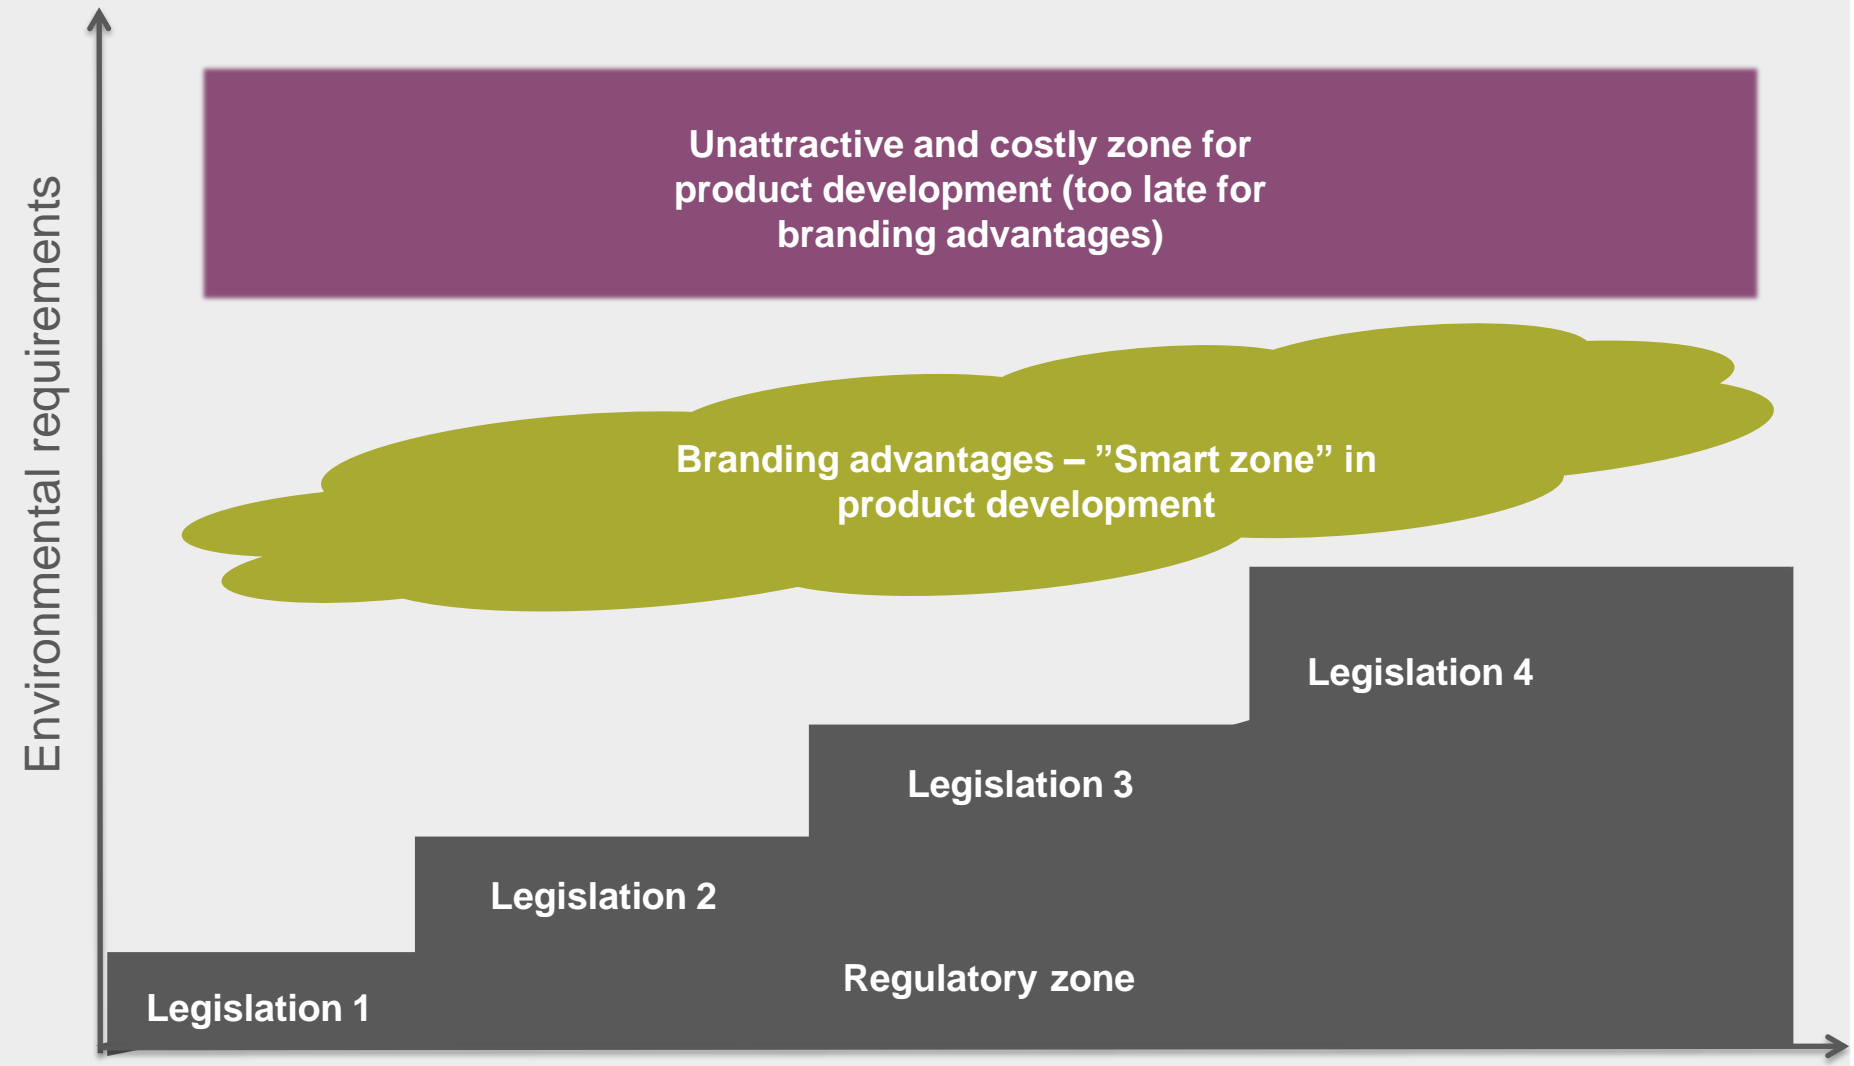 Environmental requirements
Unattractive and costly zone for
product development (too late for
branding advantages)
Branding advantages – ”Smart zone” in
product development
Legislation 4
Legislation 3
Legislation 2
Regulatory zone
Legislation 1